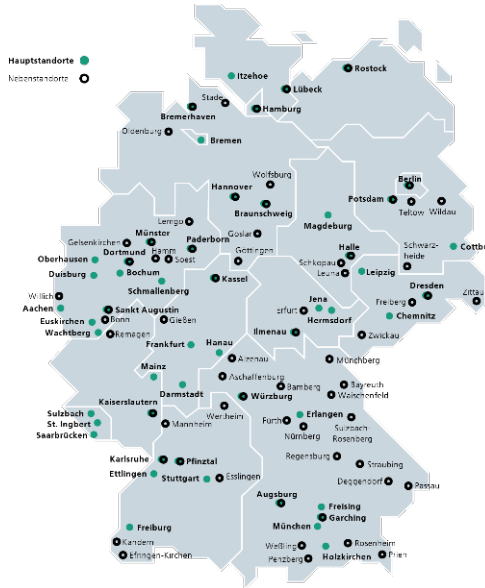 Hauptstandorte
Nebenstandorte
Rostock
Itzehoe
Lübeck
Stade
Hamburg
Bremerhaven
Oldenburg
Bremen
Wolfsburg
Hannover
Berlin
Potsdam
Braunschweig
Teltow
Wildau
Magdeburg
Lemgo
Goslar
Münster
Gelsenkirchen
Paderborn
Göttingen
Halle
Schwarz-
heide
Cottbu
Oberhausen
Dortmund
Hamm
Soest
Schkopau
Leuna
Leipzig
Duisburg
Bochum
Schmallenberg
Kassel
Dresden
Zittau
Willich
Aachen
Sankt Augustin
Jena
Hermsdorf
Erfurt
Freiberg
Chemnitz
Euskirchen
Bonn
Gießen
Wachtberg
Remagen
Ilmenau
Zwickau
Frankfurt
Hanau
Alzenau
Münchberg
Mainz
Aschaffenburg
Bamberg
Bayreuth
Darmstadt
Waischenfeld
Kaiserslautern
Würzburg
Wertheim
Sulzbach
St. Ingbert
Saarbrücken
Mannheim
Erlangen
Fürth
Nürnberg
Sulzbach-
Rosenberg
Karlsruhe
Pfinztal
Regensburg
Straubing
Ettlingen
Stuttgart
Esslingen
Deggendorf
Passau
Augsburg
Freising
Garching
Freiburg
München
Kandern
Efringen-Kirchen
Weßling
Rosenheim
Holzkirchen
Penzberg
Prien